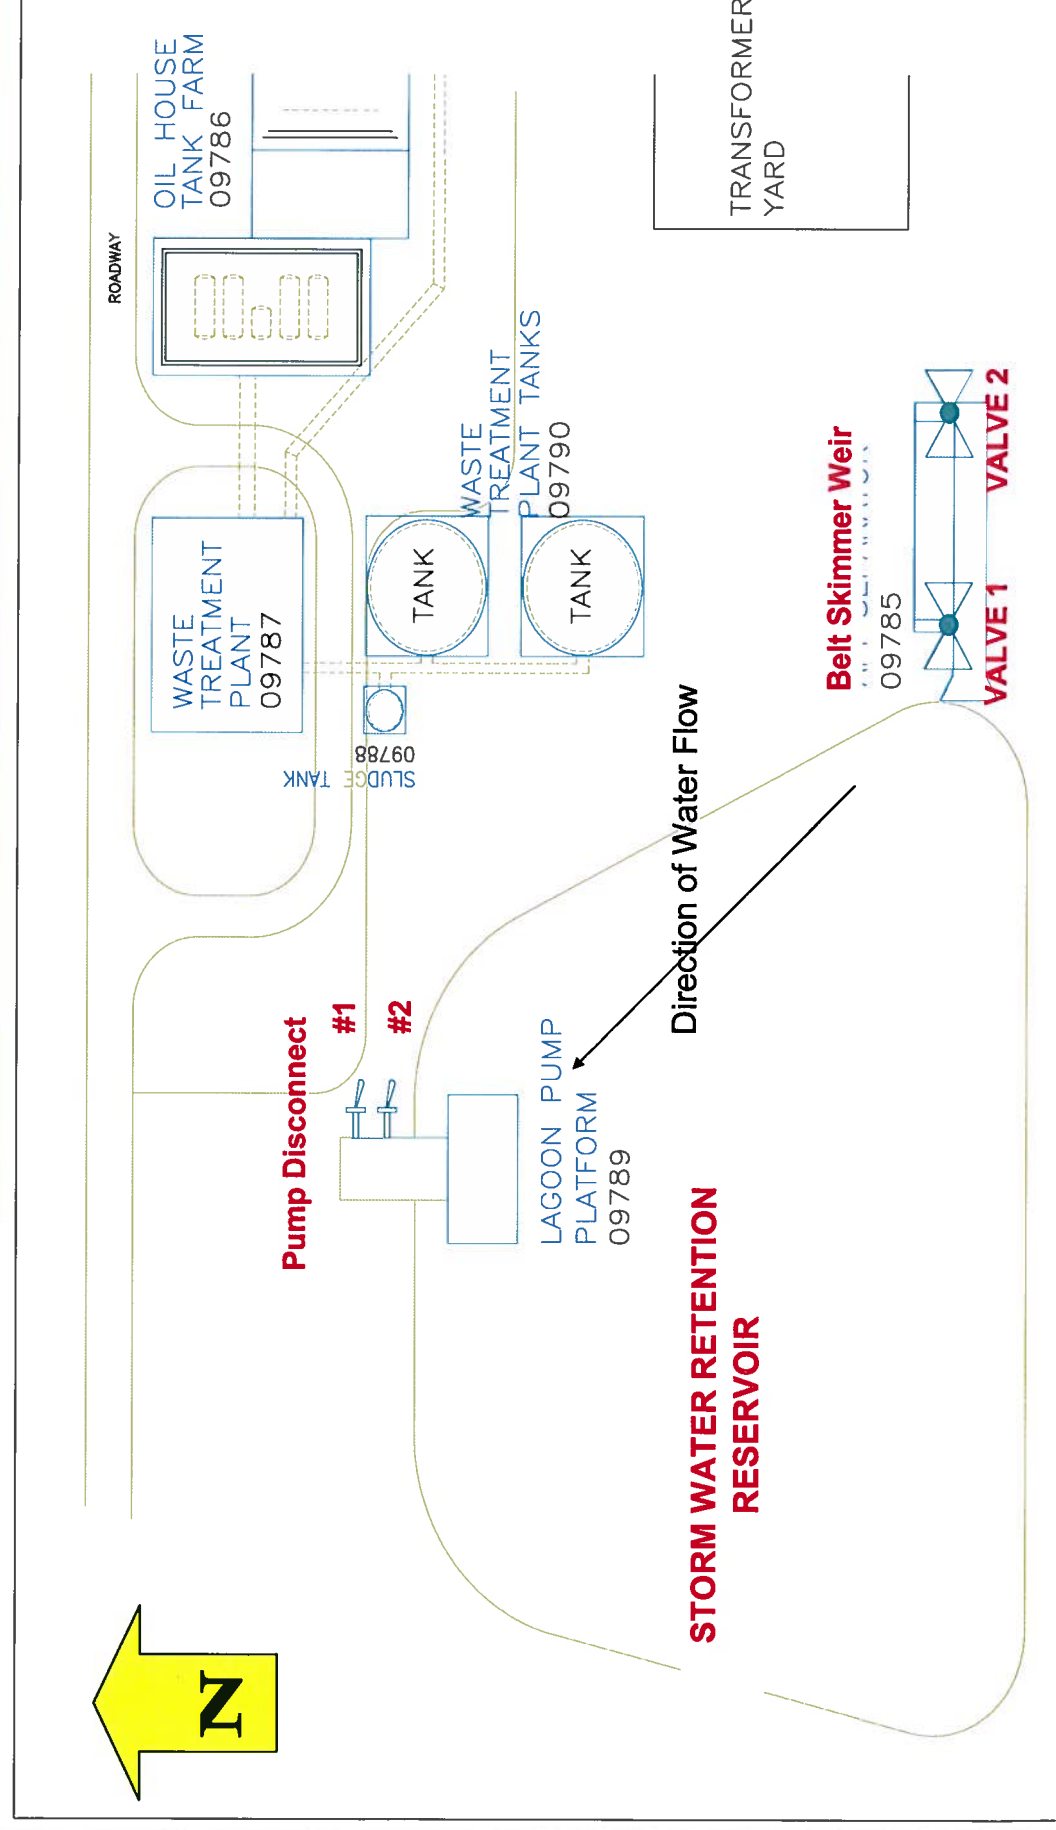 OIL HOUSE
TANK FARM
09786
ROADWAY
TRANSFORMER
YARD
WASTE
TREATMENT
PLANT
09787
WASTE
TREATMENT
PLANT TANKS
09790
TANK
TANK
SLUDGE TANK
09788
Belt Skimmer Weir
09785
VALVE 1
VALVE 2
Direction of Water Flow
Pump Disconnect
#1
#2
LAGOON PUMP
PLATFORM
09789
STORM WATER RETENTION
RESERVOIR
N